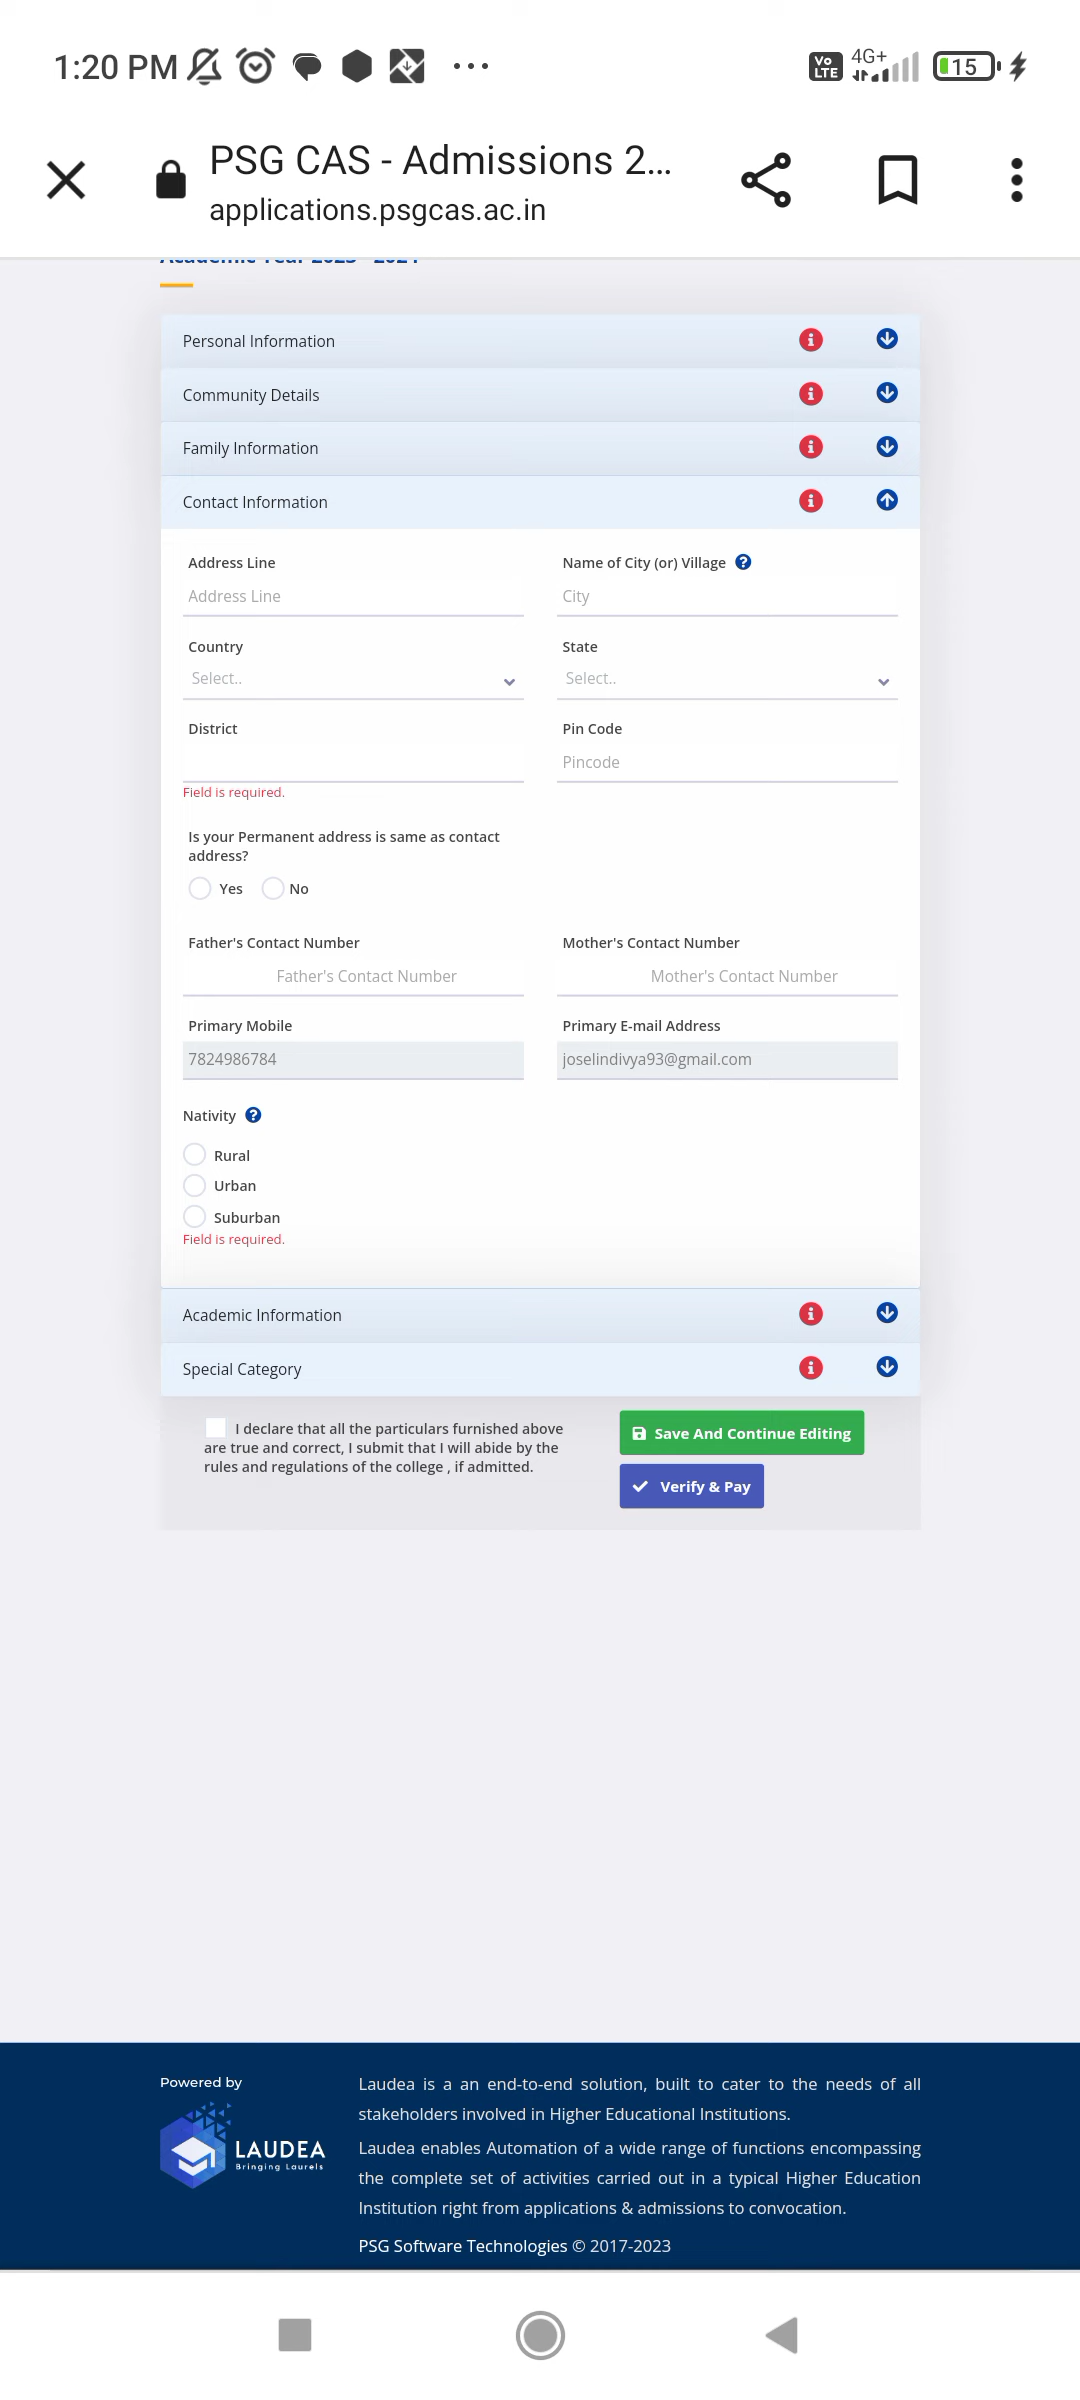 1:20 PM
Vo LTE 4G+ 15
PSG CAS - Admissions 2...
applications.psgcas.ac.in
Academic Year 2023 - 2024
Personal Information
Community Details
Family Information
Contact Information
Address Line Name of City (or) Village
Address Line City
Country State
Select.. Select..
District Pin Code
Pincode
Field is required.
Is your Permanent address is same as contact
address?
Yes No
Father's Contact Number Mother's Contact Number
Father's Contact Number Mother's Contact Number
Primary Mobile Primary E-mail Address
7824986784 joselindivya93@gmail.com
Nativity
Rural
Urban
Suburban
Field is required.
Academic Information
Special Category
I declare that all the particulars furnished above
are true and correct, I submit that I will abide by the
rules and regulations of the college , if admitted.
Save And Continue Editing
Verify & Pay
Powered by
LAUDEA
Bringing Laurels
Laudea is a an end-to-end solution, built to cater to the needs of all
stakeholders involved in Higher Educational Institutions.
Laudea enables Automation of a wide range of functions encompassing
the complete set of activities carried out in a typical Higher Education
Institution right from applications & admissions to convocation.
PSG Software Technologies © 2017-2023